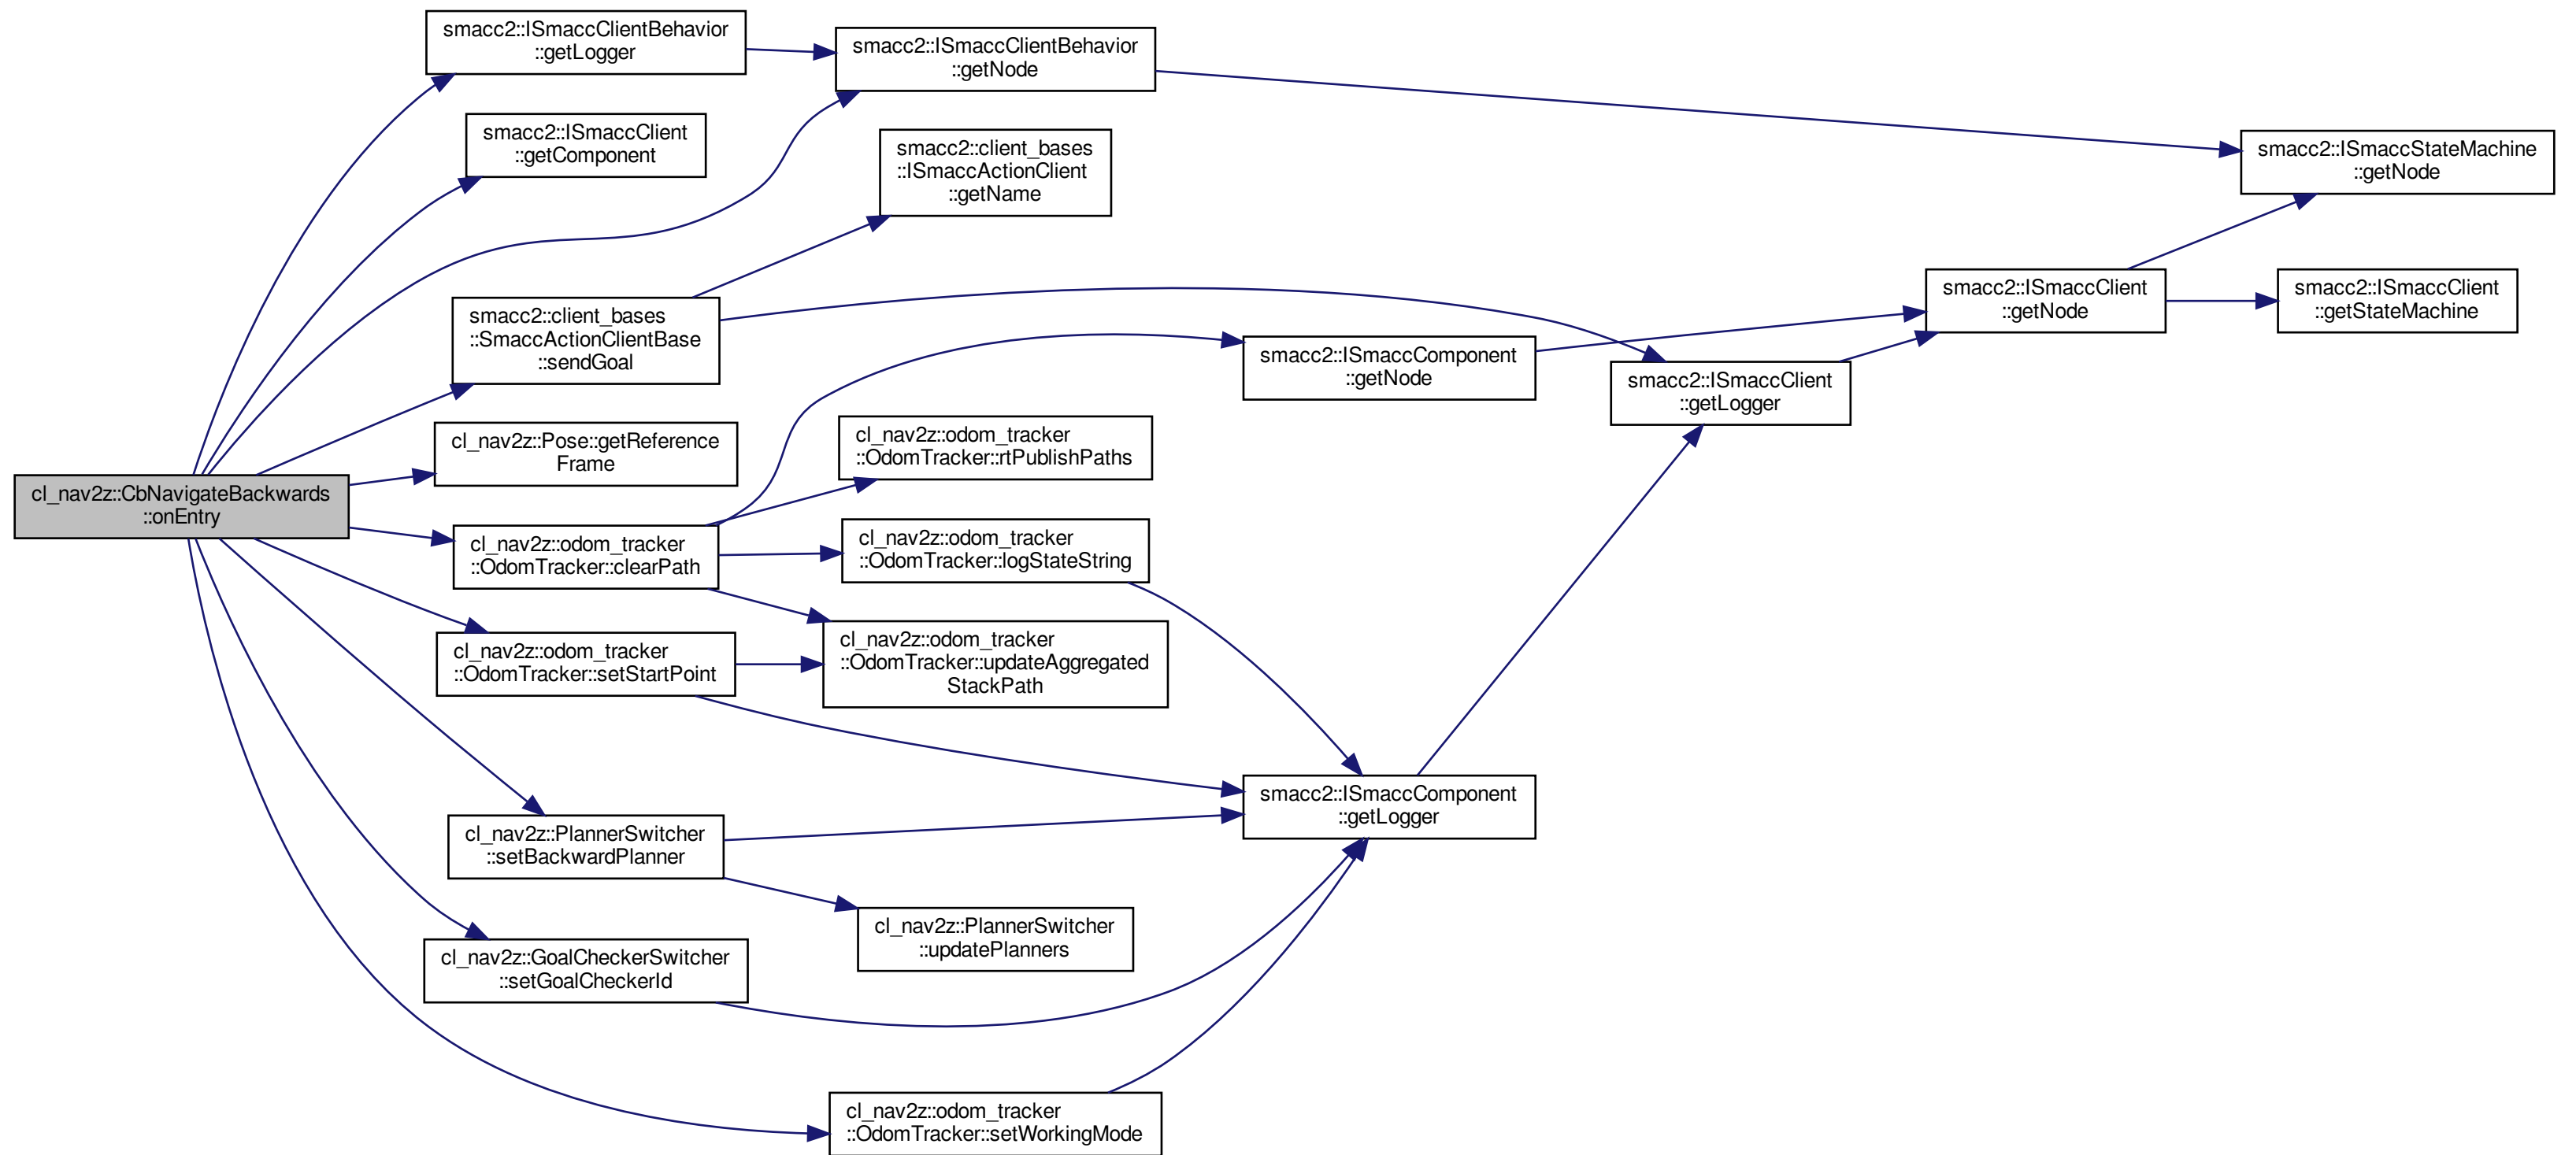 smacc2::ISmaccClientBehavior
::getLogger
smacc2::ISmaccClientBehavior
::getNode
smacc2::ISmaccClient
::getComponent
smacc2::client_bases
::ISmaccActionClient
::getName
smacc2::ISmaccStateMachine
::getNode
smacc2::client_bases
::SmaccActionClientBase
::sendGoal
smacc2::ISmaccClient
::getNode
smacc2::ISmaccClient
::getStateMachine
smacc2::ISmaccComponent
::getNode
smacc2::ISmaccClient
::getLogger
cl_nav2z::Pose::getReference
Frame
cl_nav2z::odom_tracker
::OdomTracker::rtPublishPaths
cl_nav2z::CbNavigateBackwards
::onEntry
cl_nav2z::odom_tracker
::OdomTracker::clearPath
cl_nav2z::odom_tracker
::OdomTracker::logStateString
cl_nav2z::odom_tracker
::OdomTracker::setStartPoint
cl_nav2z::odom_tracker
::OdomTracker::updateAggregated
StackPath
smacc2::ISmaccComponent
::getLogger
cl_nav2z::PlannerSwitcher
::setBackwardPlanner
cl_nav2z::PlannerSwitcher
::updatePlanners
cl_nav2z::GoalCheckerSwitcher
::setGoalCheckerId
cl_nav2z::odom_tracker
::OdomTracker::setWorkingMode